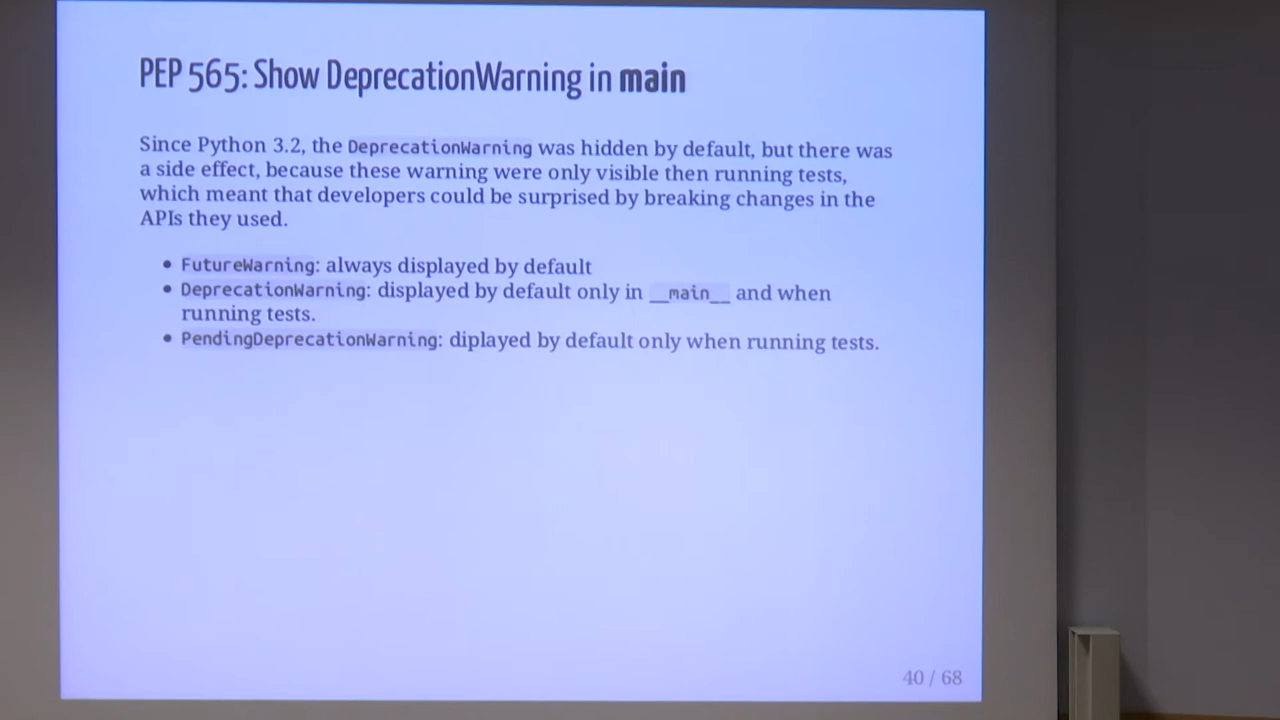 PEP 565: Show DeprecationWarning in main
Since Python 3.2, the DeprecationWarning was hidden by default, but there was
a side effect, because these warning were only visible then running tests,
which meant that developers could be surprised by breaking changes in the
APIs they used.
• FutureWarning: always displayed by default
• DeprecationWarning: displayed by default only in __main__ and when
running tests.
• PendingDeprecationWarning: diplayed by default only when running tests.
40 / 68